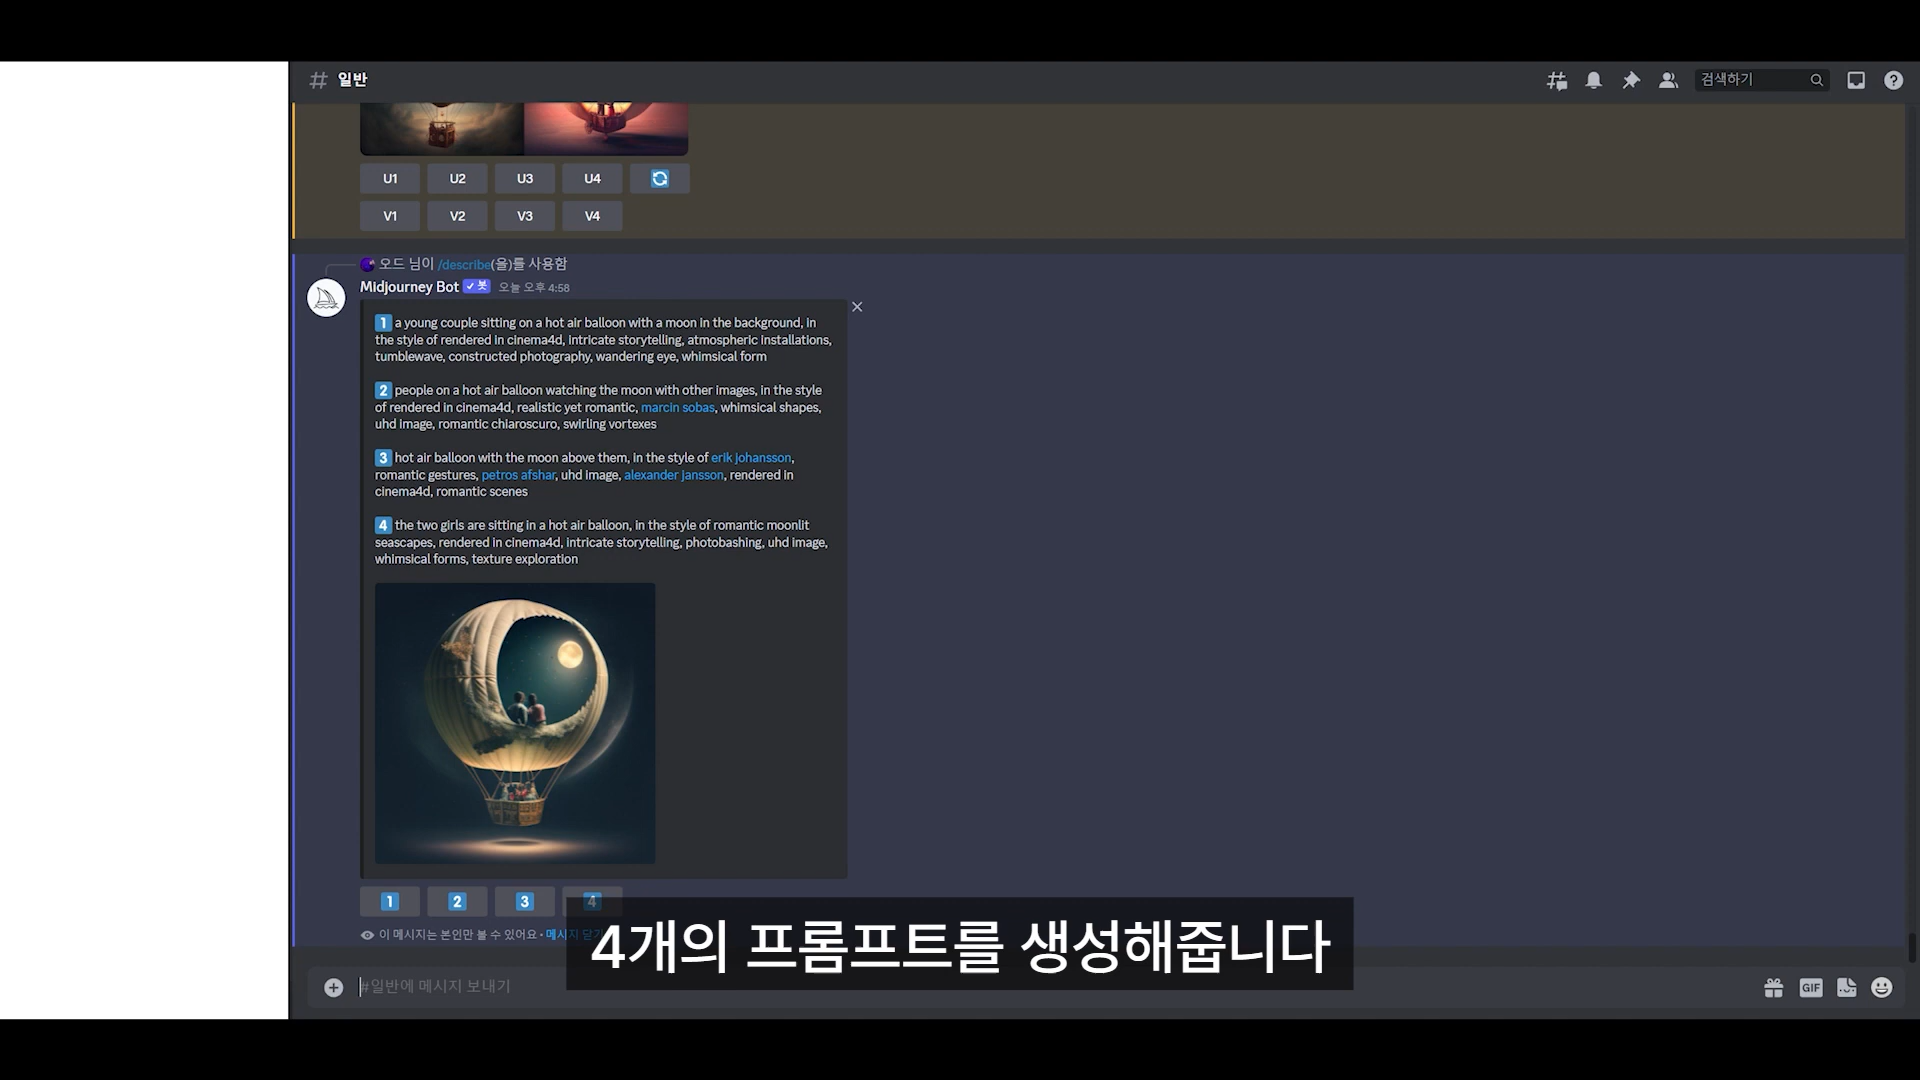 일반
검색하기
U1 U2 U3 U4
V1 V2 V3 V4
오드 님이 /describe(을)를 사용함
Midjourney Bot ✓ 봇 오늘 오후 4:58
1 a young couple sitting on a hot air balloon with a moon in the background, in
the style of rendered in cinema4d, intricate storytelling, atmospheric installations,
tumblewave, constructed photography, wandering eye, whimsical form
2 people on a hot air balloon watching the moon with other images, in the style
of rendered in cinema4d, realistic yet romantic, marcin sobas, whimsical shapes,
uhd image, romantic chiaroscuro, swirling vortexes
3 hot air balloon with the moon above them, in the style of erik johansson,
romantic gestures, petros afshar, uhd image, alexander jansson, rendered in
cinema4d, romantic scenes
4 the two girls are sitting in a hot air balloon, in the style of romantic moonlit
seascapes, rendered in cinema4d, intricate storytelling, photobashing, uhd image,
whimsical forms, texture exploration
1 2 3 4
이 메시지는 본인만 볼 수 있어요 • 메시지 닫기
4개의 프롬프트를 생성해줍니다
#일반에 메시지 보내기
GIF